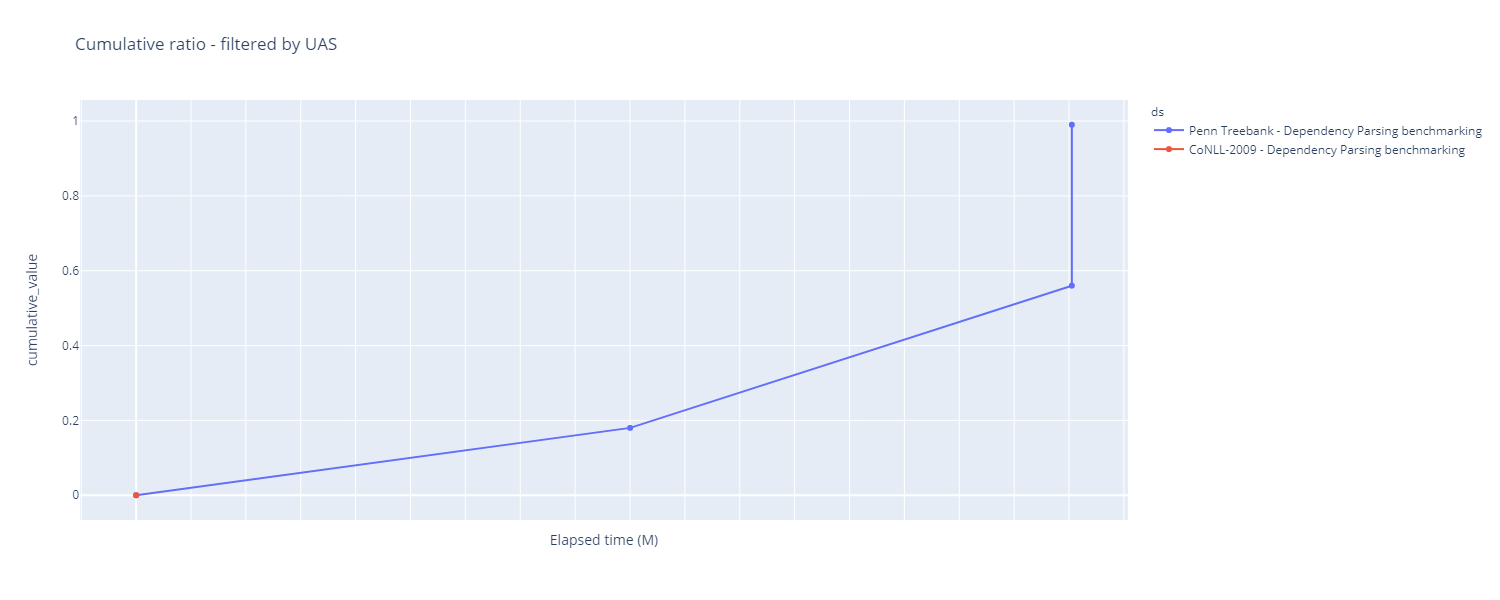 Cumulative ratio - filtered by UAS
ds
Penn Treebank - Dependency Parsing benchmarking
CoNLL-2009 - Dependency Parsing benchmarking
cumulative_value
1
0.8
0.6
0.4
0.2
0
Elapsed time (M)